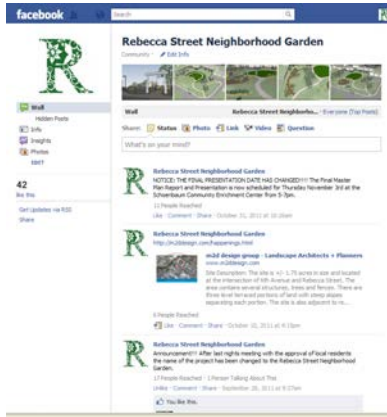 facebook
Search
Rebecca Street Neighborhood Garden
Community · Edit Info
R
Wall
Hidden Posts
Info
Insights
Photos
EDIT
42
like this
Get Updates via RSS
Share
Wall
Rebecca Street Neighborho... · Everyone (Top Posts)
Share: Status Photo Link Video Question
What's on your mind?
Rebecca Street Neighborhood Garden
NOTICE: THE FINAL PRESENTATION DATE HAS CHANGED!!!! The Final Master
Plan Report and Presentation is now scheduled for Thursday November 3rd at the
Schoenbaum Community Enrichment Center from 5-7pm.
11 People Reached
Like · Comment · Share · October 21, 2011 at 10:28am
Rebecca Street Neighborhood Garden
http://m2ddesign.com/happenings.html
m2d design group - Landscape Architects + Planners
www.m2ddesign.com
Site Description: The site is +/- 1.75 acres in size and located
at the intersection of 6th Avenue and Rebecca Street. The
area contains several structures, trees and fences. There are
three level terraced portions of land with steep slopes
separating each portion. The site is also adjacent to re...
6 People Reached
Like · Comment · Share · October 10, 2011 at 4:19pm
Rebecca Street Neighborhood Garden
Announcement!!! After last nights meeting with the approval of local residents
the name of the project has been changed to the Rebecca Street Neighborhood
Garden.
17 People Reached · 1 Person Talking About This
Unlike · Comment · Share · September 28, 2011 at 9:27am
You like this.